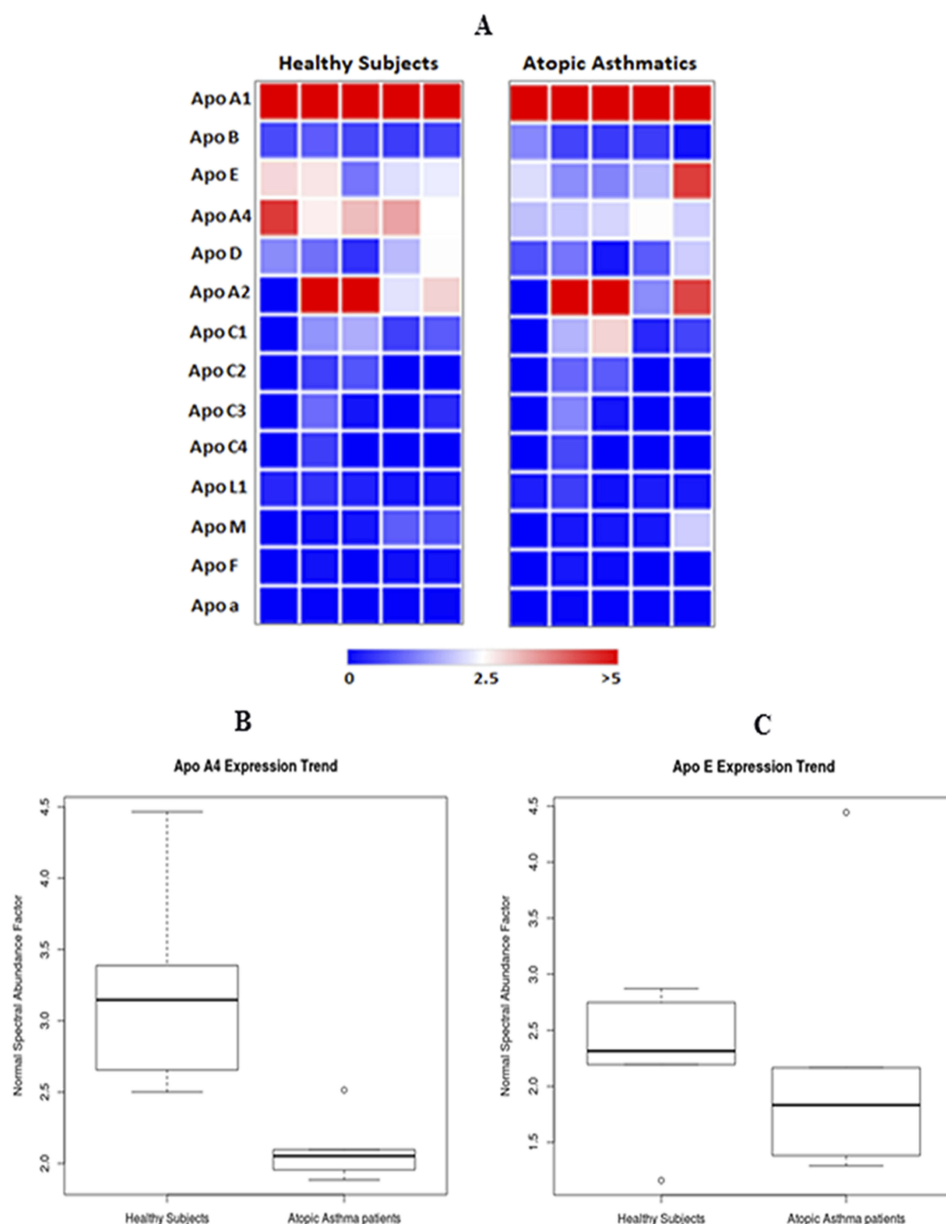 A
Healthy Subjects
Atopic Asthmatics
Apo A1
Apo B
Apo E
Apo A4
Apo D
Apo A2
Apo C1
Apo C2
Apo C3
Apo C4
Apo L1
Apo M
Apo F
Apo a
0 2.5 >5
B
Apo A4 Expression Trend
Normal Spectral Abundance Factor
4.5
4.0
3.5
3.0
2.5
2.0
Healthy Subjects
Atopic Asthma patients
C
Apo E Expression Trend
Normal Spectral Abundance Factor
4.5
4.0
3.5
3.0
2.5
2.0
1.5
Healthy Subjects
Atopic Asthma patients